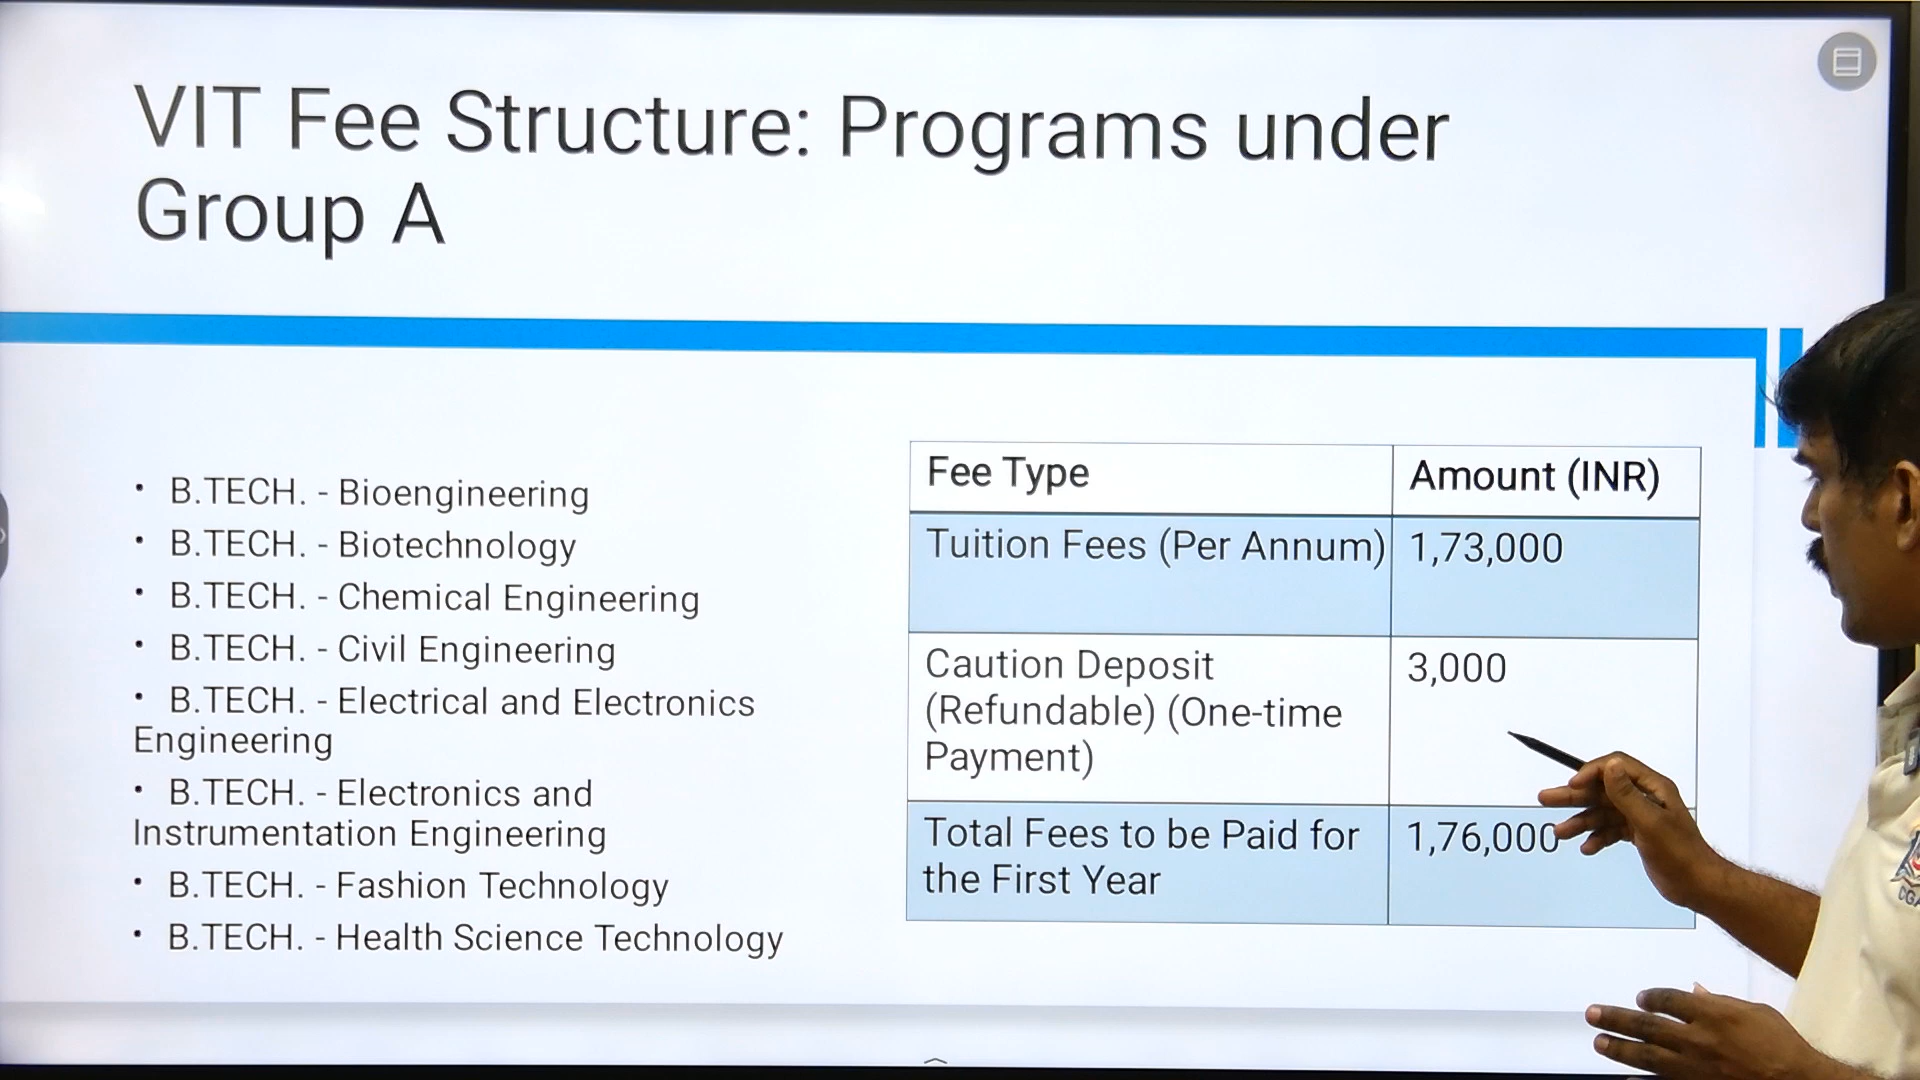 VIT Fee Structure: Programs under
Group A
• B.TECH. - Bioengineering
• B.TECH. - Biotechnology
• B.TECH. - Chemical Engineering
• B.TECH. - Civil Engineering
• B.TECH. - Electrical and Electronics
Engineering
• B.TECH. - Electronics and
Instrumentation Engineering
• B.TECH. - Fashion Technology
• B.TECH. - Health Science Technology
Fee Type Amount (INR)
Tuition Fees (Per Annum) 1,73,000
Caution Deposit 3,000
(Refundable) (One-time
Payment)
Total Fees to be Paid for 1,76,000
the First Year